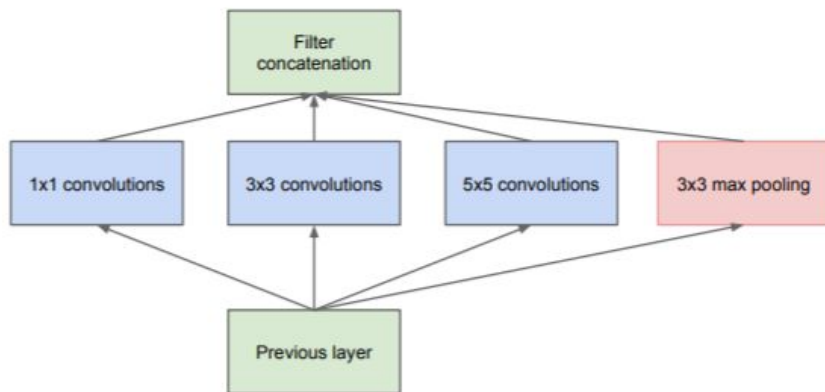 Filter
concatenation
1x1 convolutions
3x3 convolutions
5x5 convolutions
3x3 max pooling
Previous layer